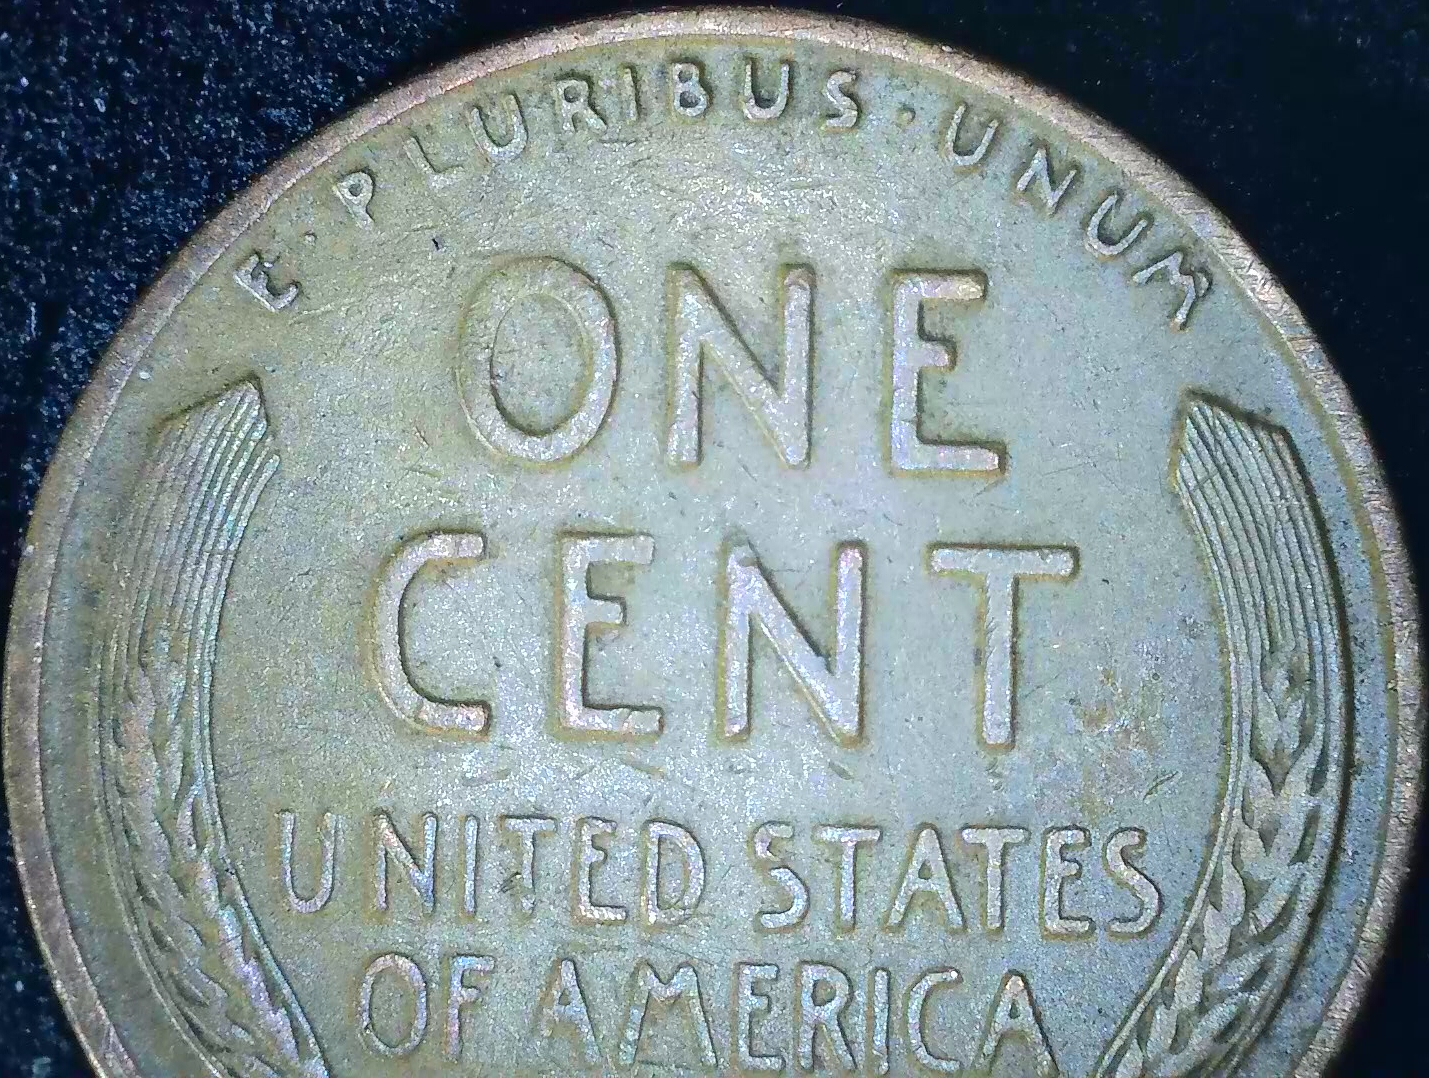 E·PLURIBUS·UNUM
ONE
CENT
UNITED STATES
OF AMERICA